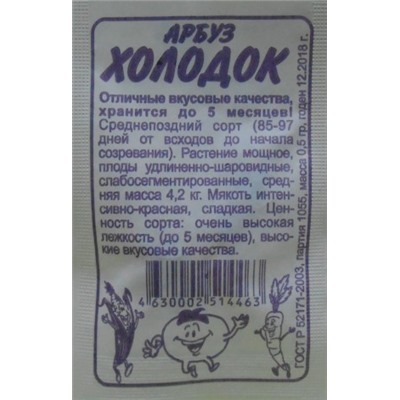 АРБУЗ
ХОЛОДОК
Отличные вкусовые качества,
хранится до 5 месяцев!
Среднепоздний сорт (85-97
дней от всходов до начала
созревания). Растение мощное,
плоды удлиненно-шаровидные,
слабосегментированные, сред-
няя масса 4,2 кг. Мякоть интен-
сивно-красная, сладкая. Цен-
ность сорта: очень высокая
лежкость (до 5 месяцев), высо-
кие вкусовые качества.
4 630002 514463
ГОСТ Р 52171-2003, партия 1055, масса 0,5 гр, годен 12.2018 г.